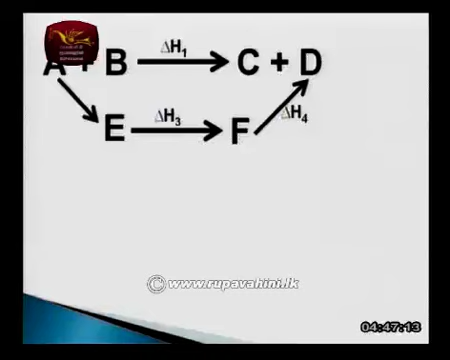 A + B ΔH₁ C + D
E ΔH₃ F ΔH₄
© www.rupavahini.lk
04:47:13